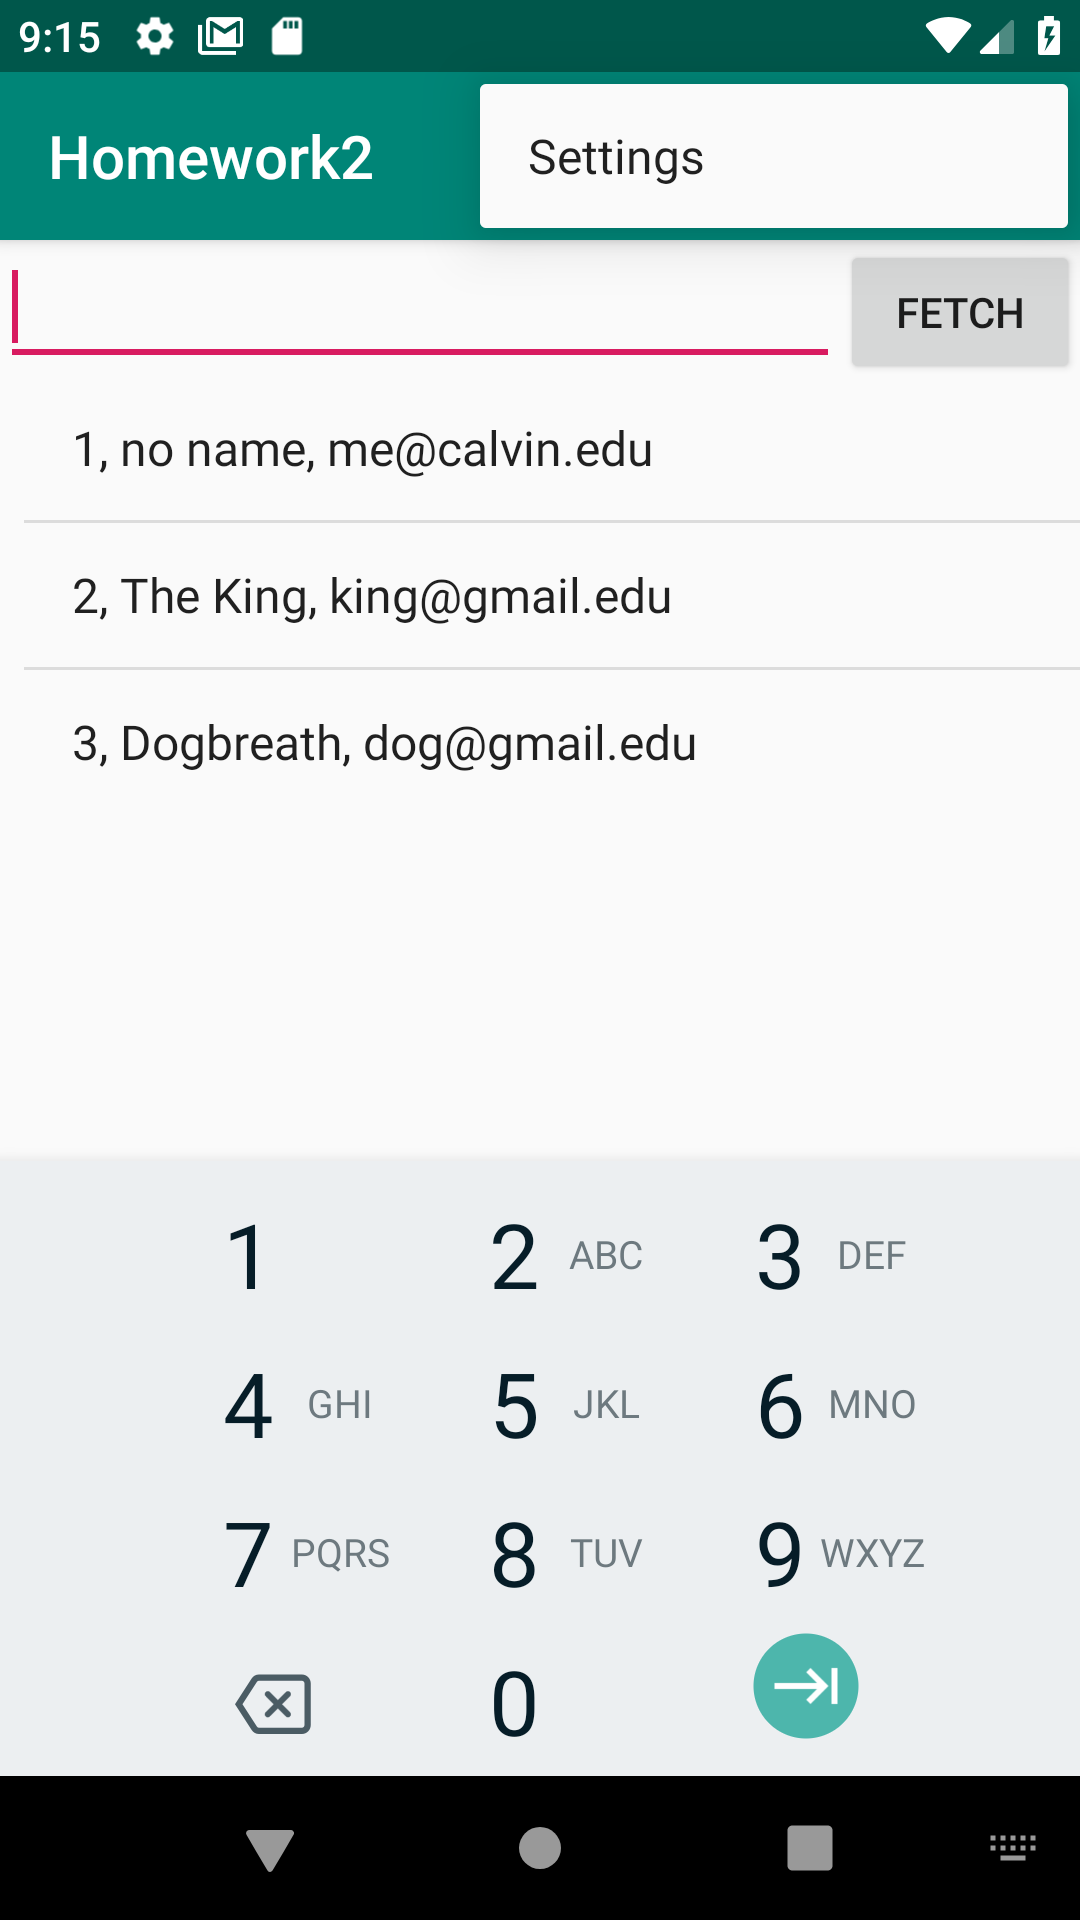 9:15
Homework2
Settings
FETCH
1, no name, me@calvin.edu
2, The King, king@gmail.edu
3, Dogbreath, dog@gmail.edu
1 2 ABC 3 DEF
4 GHI 5 JKL 6 MNO
7 PQRS 8 TUV 9 WXYZ
0